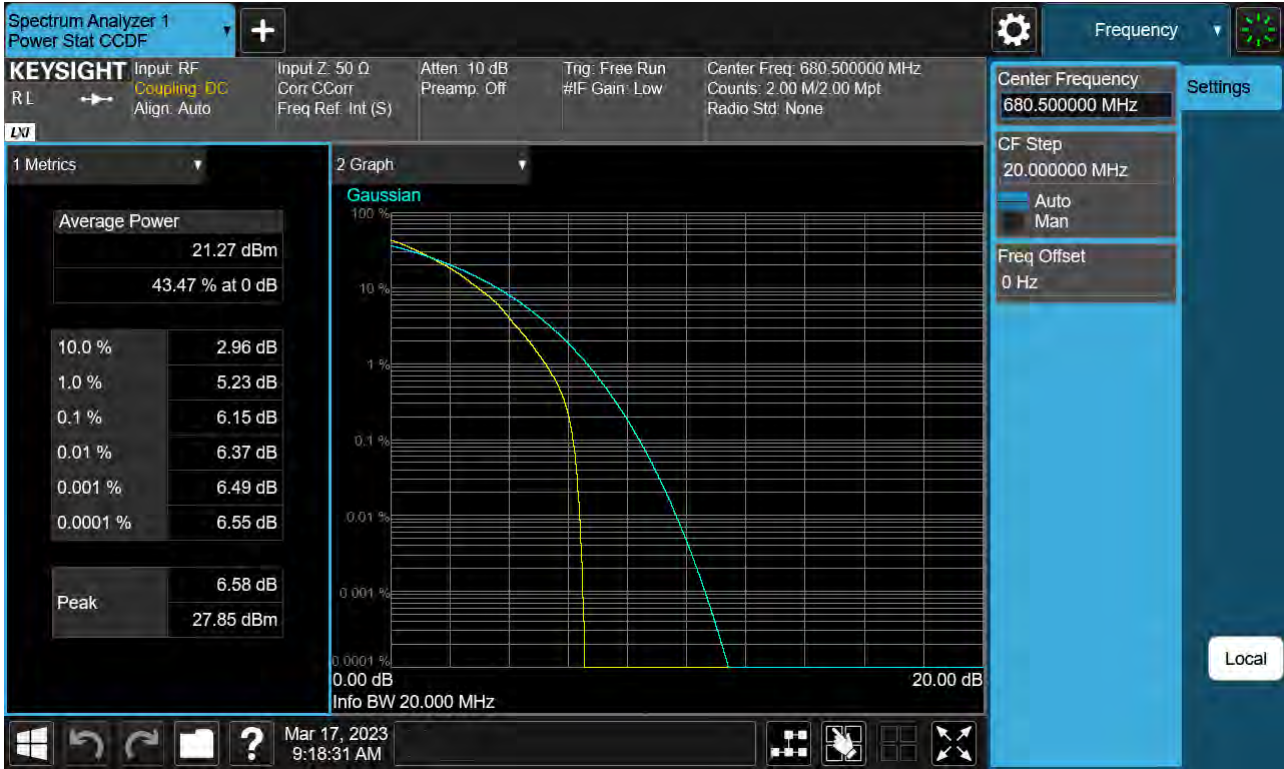 Spectrum Analyzer 1
Power Stat CCDF
Frequency
KEYSIGHT
R L
LXI
Input: RF
Coupling: DC
Align: Auto
Input Z: 50 Ω
Corr CCorr
Freq Ref: Int (S)
Atten: 10 dB
Preamp: Off
Trig: Free Run
#IF Gain: Low
Center Freq: 680.500000 MHz
Counts: 2.00 M/2.00 Mpt
Radio Std: None
Center Frequency
680.500000 MHz
Settings
CF Step
20.000000 MHz
Auto
Man
Freq Offset
0 Hz
Local
1 Metrics
Average Power
21.27 dBm
43.47 % at 0 dB
10.0 % 2.96 dB
1.0 % 5.23 dB
0.1 % 6.15 dB
0.01 % 6.37 dB
0.001 % 6.49 dB
0.0001 % 6.55 dB
Peak
6.58 dB
27.85 dBm
2 Graph
Gaussian
100 %
10 %
1 %
0.1 %
0.01 %
0.001 %
0.0001 %
0.00 dB 20.00 dB
Info BW 20.000 MHz
? Mar 17, 2023
9:18:31 AM